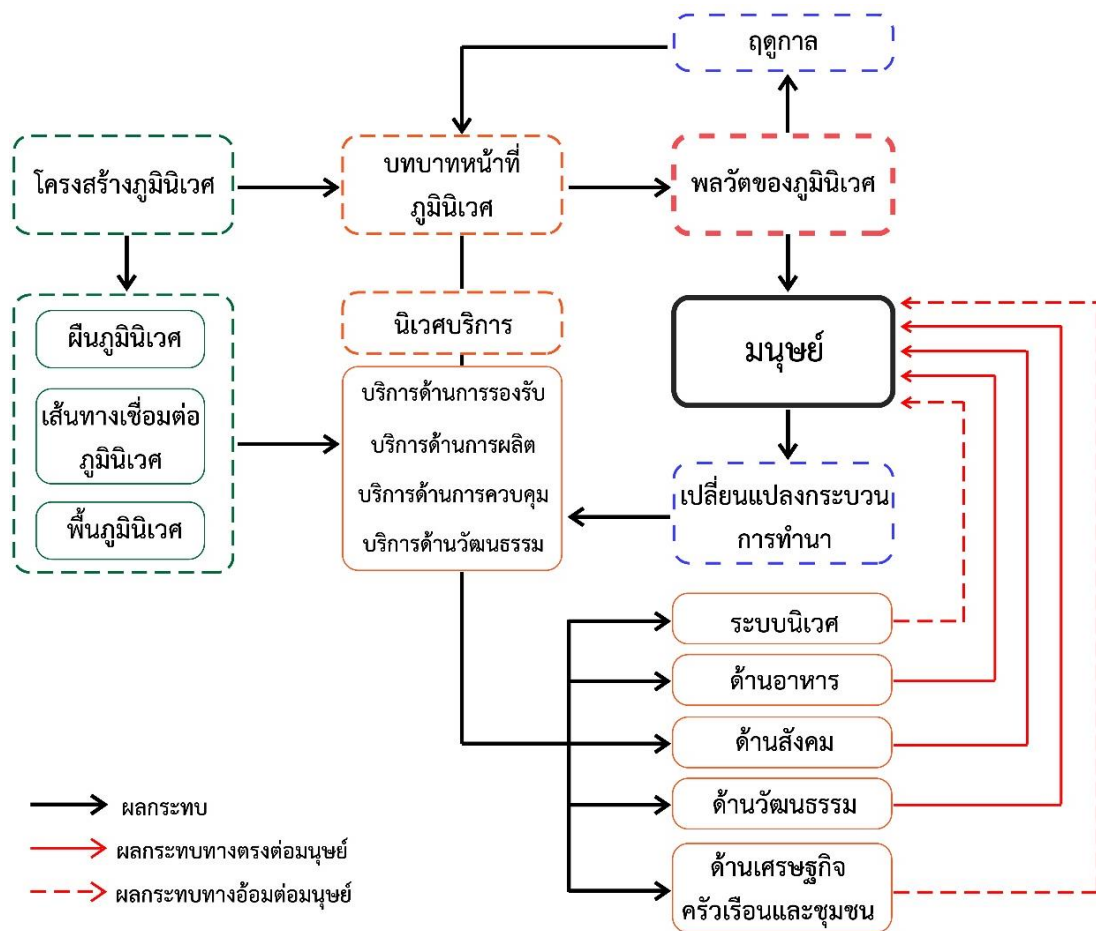 ฤดูกาล
โครงสร้างภูมินิเวศ
บทบาทหน้าที่
ภูมินิเวศ
พลวัตของภูมินิเวศ
ผืนภูมินิเวศ
เส้นทางเชื่อมต่อ
ภูมินิเวศ
พื้นภูมินิเวศ
นิเวศบริการ
บริการด้านการรองรับ
บริการด้านการผลิต
บริการด้านการควบคุม
บริการด้านวัฒนธรรม
มนุษย์
เปลี่ยนแปลงกระบวน
การทำนา
ระบบนิเวศ
ด้านอาหาร
ด้านสังคม
ด้านวัฒนธรรม
ด้านเศรษฐกิจ
ครัวเรือนและชุมชน
ผลกระทบ
ผลกระทบทางตรงต่อมนุษย์
ผลกระทบทางอ้อมต่อมนุษย์